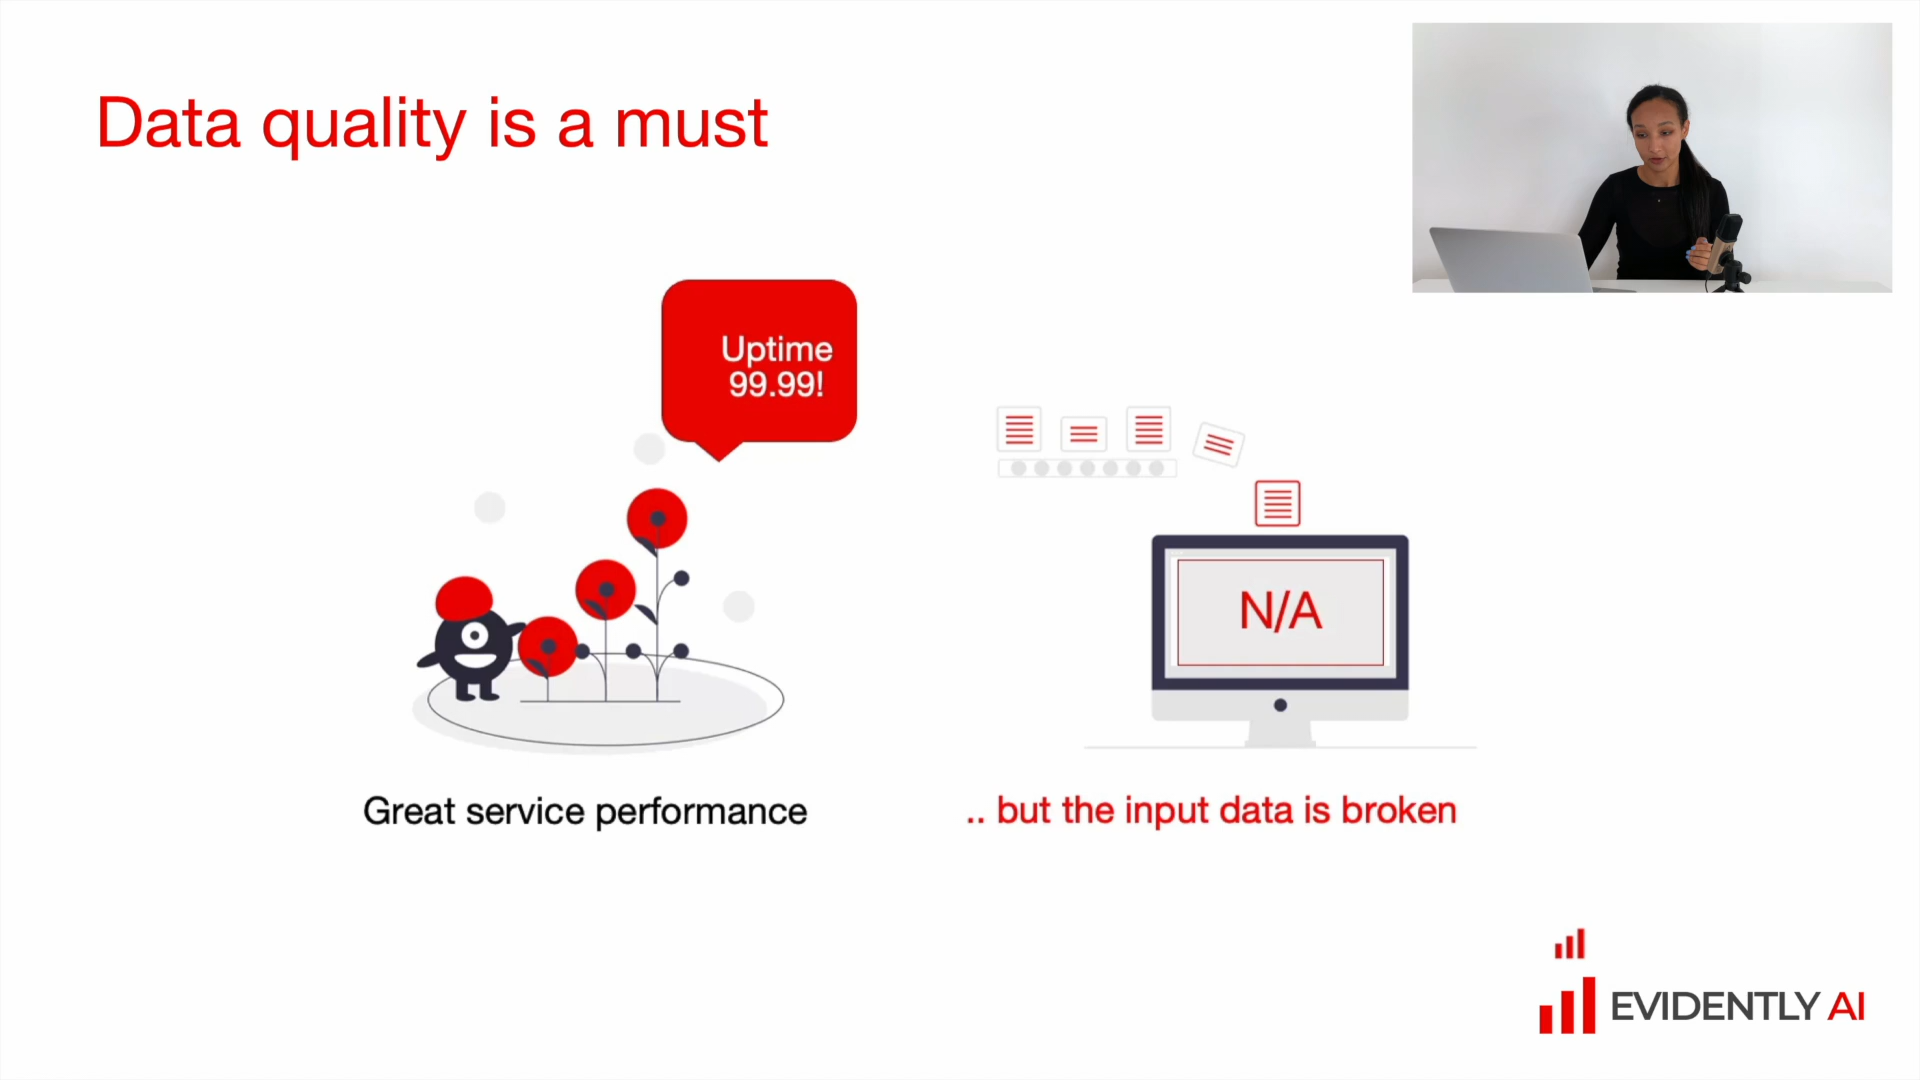 Data quality is a must
Uptime
99.99!
N/A
Great service performance
.. but the input data is broken
EVIDENTLY AI